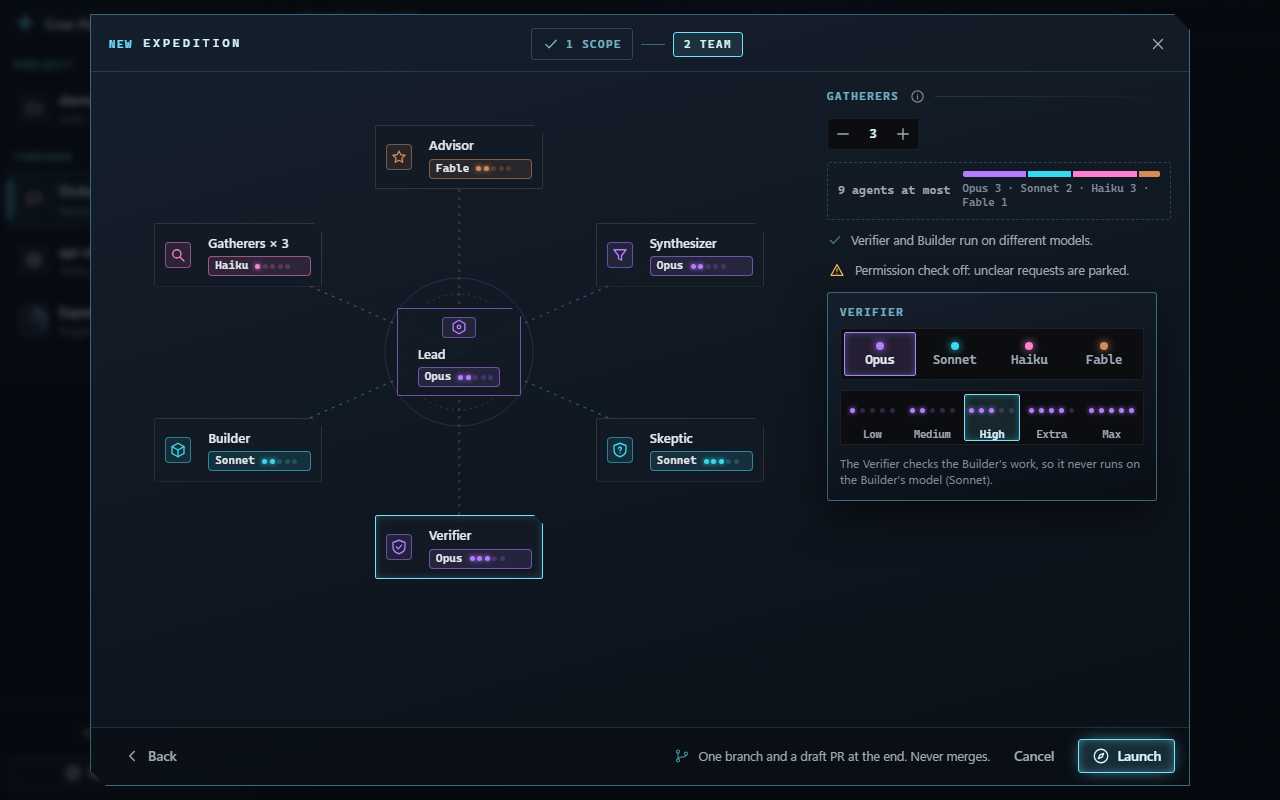 NEW EXPEDITION
1 SCOPE
2 TEAM
GATHERERS
3
9 agents at most
Opus 3 · Sonnet 2 · Haiku 3 ·
Fable 1
Verifier and Builder run on different models.
Permission check off: unclear requests are parked.
VERIFIER
Opus
Sonnet
Haiku
Fable
Low
Medium
High
Extra
Max
The Verifier checks the Builder's work, so it never runs on
the Builder's model (Sonnet).
Advisor
Fable
Gatherers × 3
Haiku
Synthesizer
Opus
Lead
Opus
Builder
Sonnet
Skeptic
Sonnet
Verifier
Opus
Back
One branch and a draft PR at the end. Never merges.
Cancel
Launch